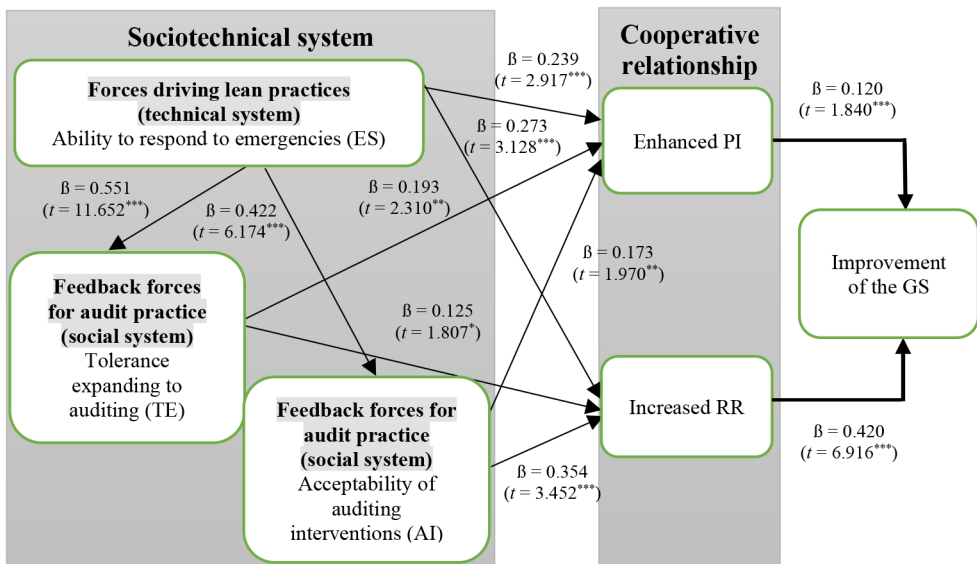 Sociotechnical system
Forces driving lean practices
(technical system)
Ability to respond to emergencies (ES)
ß = 0.551
(t = 11.652***)
ß = 0.422
(t = 6.174***)
Feedback forces
for audit practice
(social system)
Tolerance
expanding to
auditing (TE)
Feedback forces for
audit practice
(social system)
Acceptability of
auditing
interventions (AI)
ß = 0.239
(t = 2.917***)
ß = 0.273
(t = 3.128***)
ß = 0.193
(t = 2.310**)
ß = 0.173
(t = 1.970**)
ß = 0.125
(t = 1.807*)
ß = 0.354
(t = 3.452***)
Cooperative
relationship
Enhanced PI
Increased RR
ß = 0.120
(t = 1.840***)
Improvement
of the GS
ß = 0.420
(t = 6.916***)